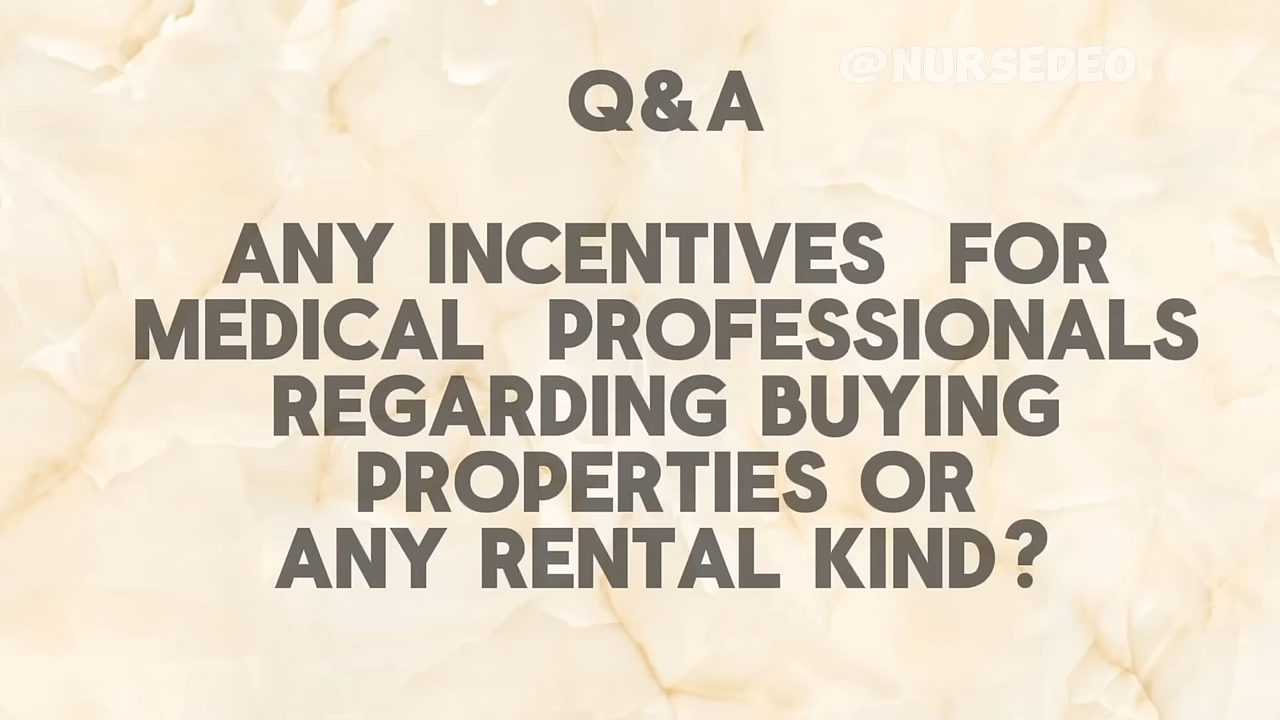 @NURSEDEO
Q&A
ANY INCENTIVES FOR
MEDICAL PROFESSIONALS
REGARDING BUYING
PROPERTIES OR
ANY RENTAL KIND?